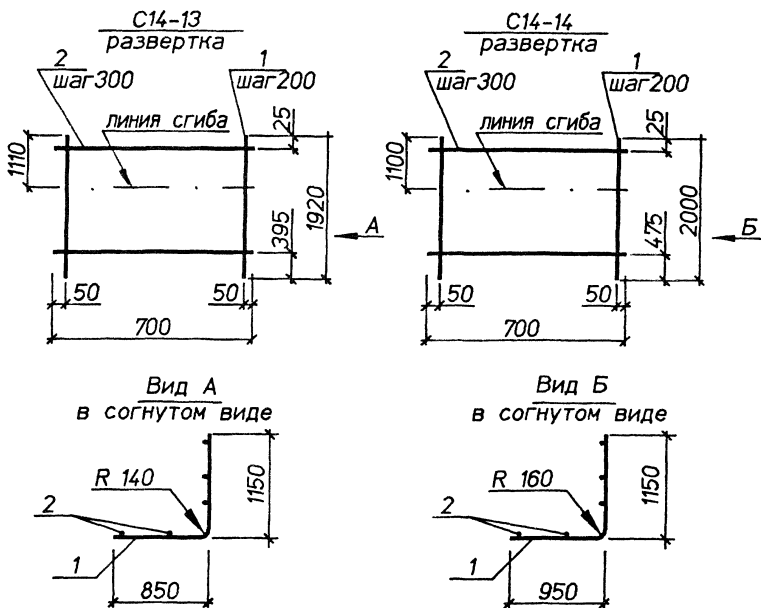 С14-13
развертка
2
шаг300
1
шаг200
линия сгиба
25
1110
395
1920
А
50
50
700
С14-14
развертка
2
шаг300
1
шаг200
линия сгиба
25
1100
475
2000
Б
50
50
700
Вид А
в согнутом виде
R 140
2
1
1150
850
Вид Б
в согнутом виде
R 160
2
1
1150
950